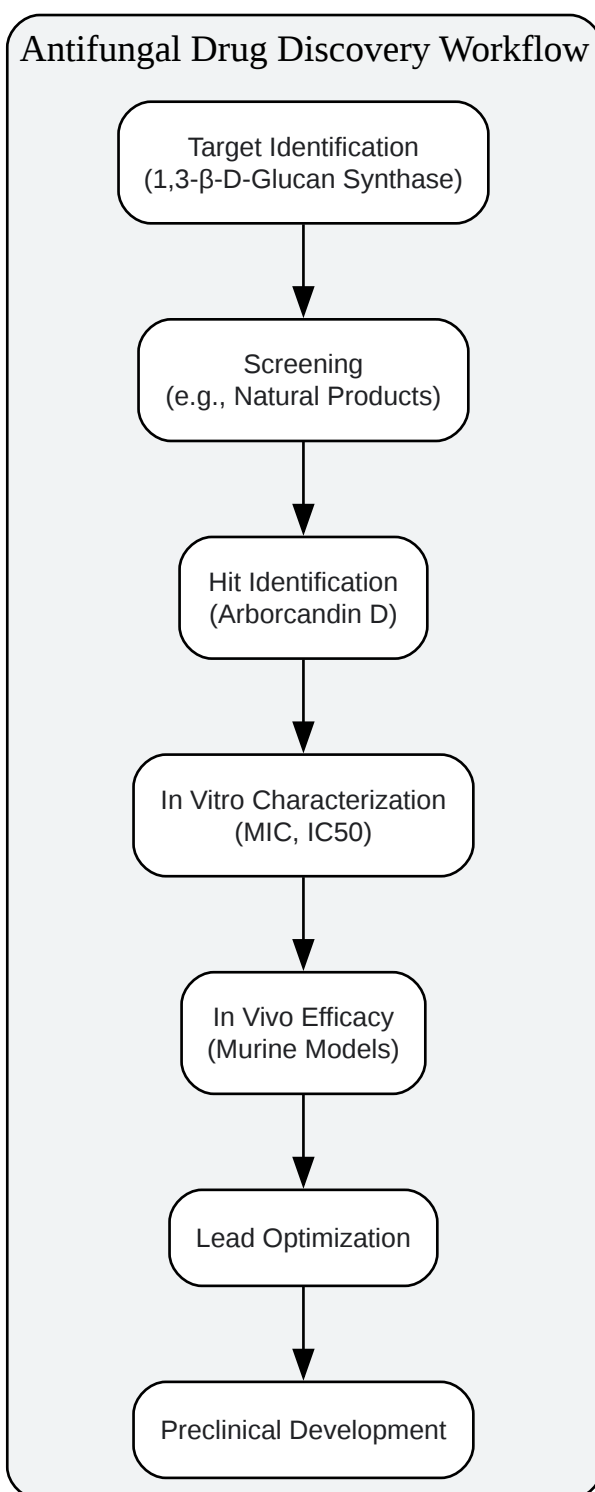 Antifungal Drug Discovery Workflow
Target Identification
(1,3-β-D-Glucan Synthase)
Screening
(e.g., Natural Products)
Hit Identification
(Arborcandin D)
In Vitro Characterization
(MIC, IC50)
In Vivo Efficacy
(Murine Models)
Lead Optimization
Preclinical Development